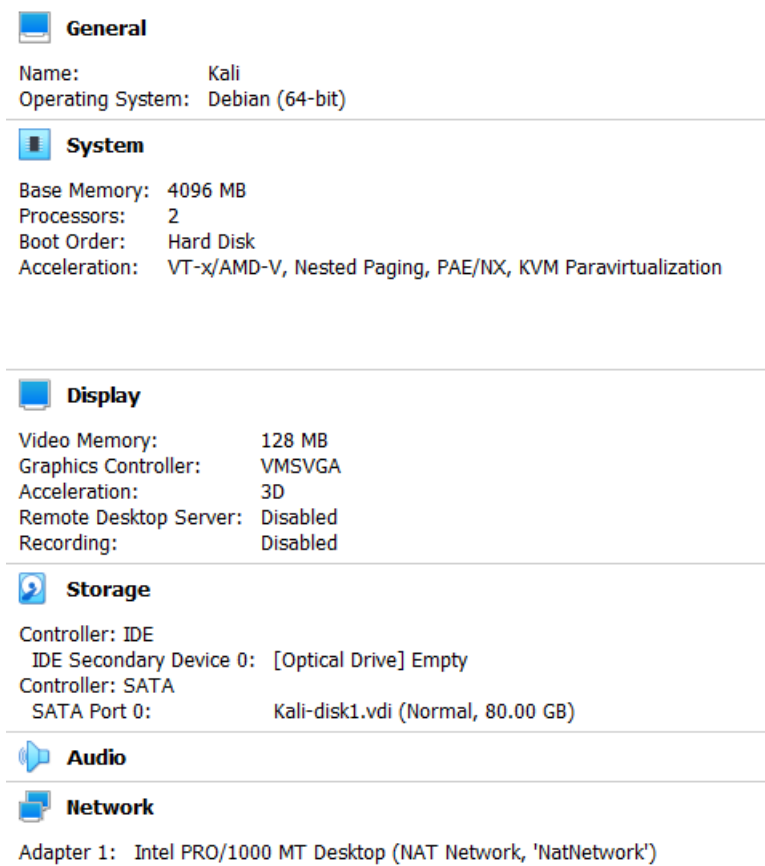 General
Name: Kali
Operating System: Debian (64-bit)
System
Base Memory: 4096 MB
Processors: 2
Boot Order: Hard Disk
Acceleration: VT-x/AMD-V, Nested Paging, PAE/NX, KVM Paravirtualization
Display
Video Memory: 128 MB
Graphics Controller: VMSVGA
Acceleration: 3D
Remote Desktop Server: Disabled
Recording: Disabled
Storage
Controller: IDE
IDE Secondary Device 0: [Optical Drive] Empty
Controller: SATA
SATA Port 0: Kali-disk1.vdi (Normal, 80.00 GB)
Audio
Network
Adapter 1: Intel PRO/1000 MT Desktop (NAT Network, 'NatNetwork')